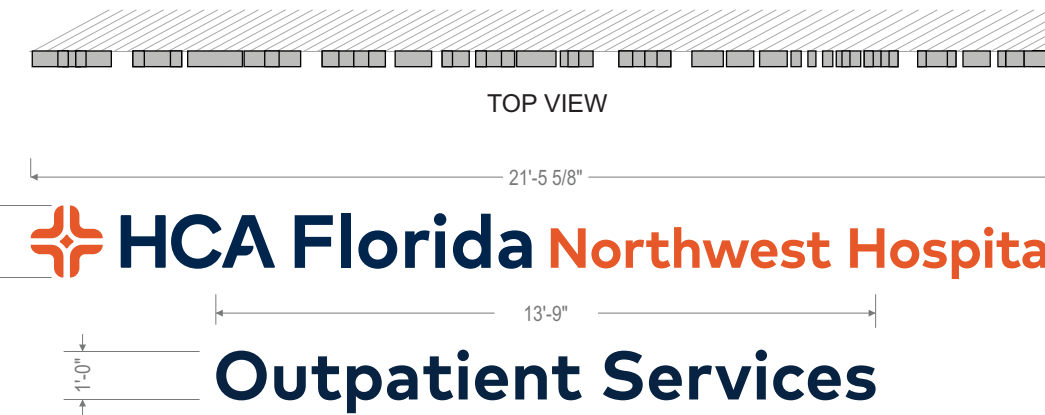 TOP VIEW
21'-5 5/8"
HCA Florida Northwest Hospita
13'-9"
1'-0"
Outpatient Services